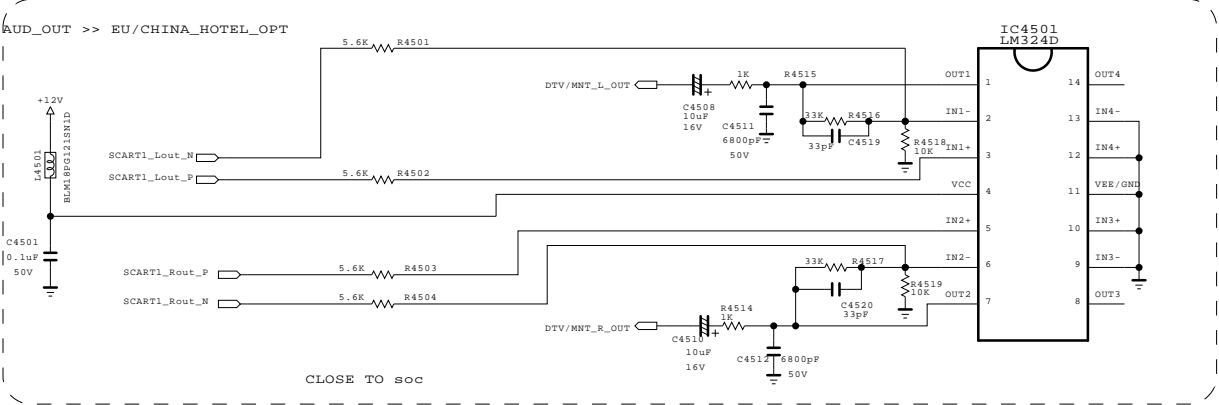 AUD_OUT >> EU/CHINA_HOTEL_OPT
IC4501
LM324D
5.6K R4501
+12V
L4501
BLM18PG121SN1D
DTV/MNT_L_OUT
C4508
10uF
16V
1K
R4515
C4511
6800pF
50V
33K R4516
33pF C4519
R4518
10K
OUT1 1
IN1- 2
IN1+ 3
VCC 4
IN2+ 5
IN2- 6
OUT2 7
14 OUT4
13 IN4-
12 IN4+
11 VEE/GND
10 IN3+
9 IN3-
8 OUT3
SCART1_Lout_N
SCART1_Lout_P
5.6K R4502
C4501
0.1uF
50V
SCART1_Rout_P
5.6K R4503
SCART1_Rout_N
5.6K R4504
33K R4517
C4520
33pF
R4519
10K
DTV/MNT_R_OUT
C4510
10uF
16V
R4514
1K
C4512 6800pF
50V
CLOSE TO soc